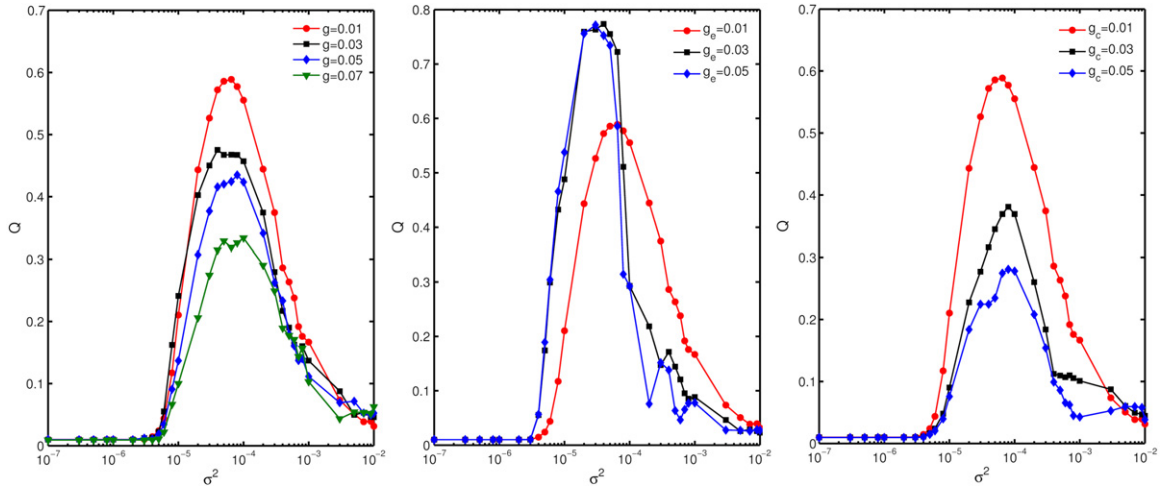 0.7
0.6
0.5
0.4
0.3
0.2
0.1
0
Q
g=0.01
g=0.03
g=0.05
g=0.07
10⁻⁷ 10⁻⁶ 10⁻⁵ 10⁻⁴ 10⁻³ 10⁻²
σ²
0.8
0.7
0.6
0.5
0.4
0.3
0.2
0.1
0
Q
gₑ=0.01
gₑ=0.03
gₑ=0.05
10⁻⁷ 10⁻⁶ 10⁻⁵ 10⁻⁴ 10⁻³ 10⁻²
σ²
0.7
0.6
0.5
0.4
0.3
0.2
0.1
0
Q
g_c=0.01
g_c=0.03
g_c=0.05
10⁻⁷ 10⁻⁶ 10⁻⁵ 10⁻⁴ 10⁻³ 10⁻²
σ²